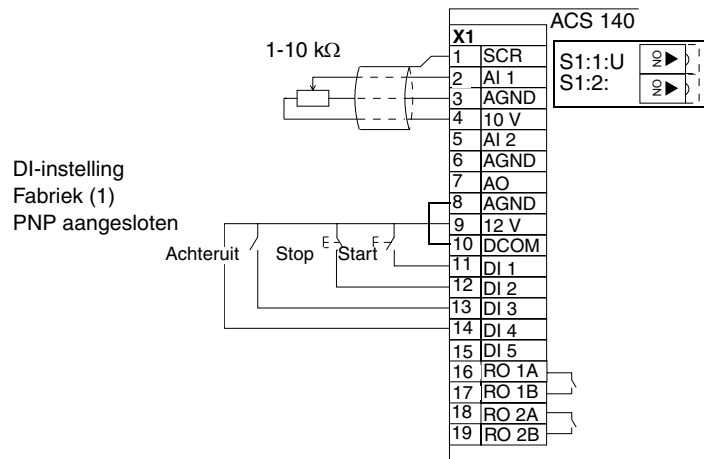 ACS 140
X1
1 SCR
2 AI 1
3 AGND
4 10 V
5 AI 2
6 AGND
7 AO
8 AGND
9 12 V
10 DCOM
11 DI 1
12 DI 2
13 DI 3
14 DI 4
15 DI 5
16 RO 1A
17 RO 1B
18 RO 2A
19 RO 2B
1-10 kΩ
S1:1:U ON
S1:2: ON
DI-instelling
Fabriek (1)
PNP aangesloten
Achteruit Stop Start